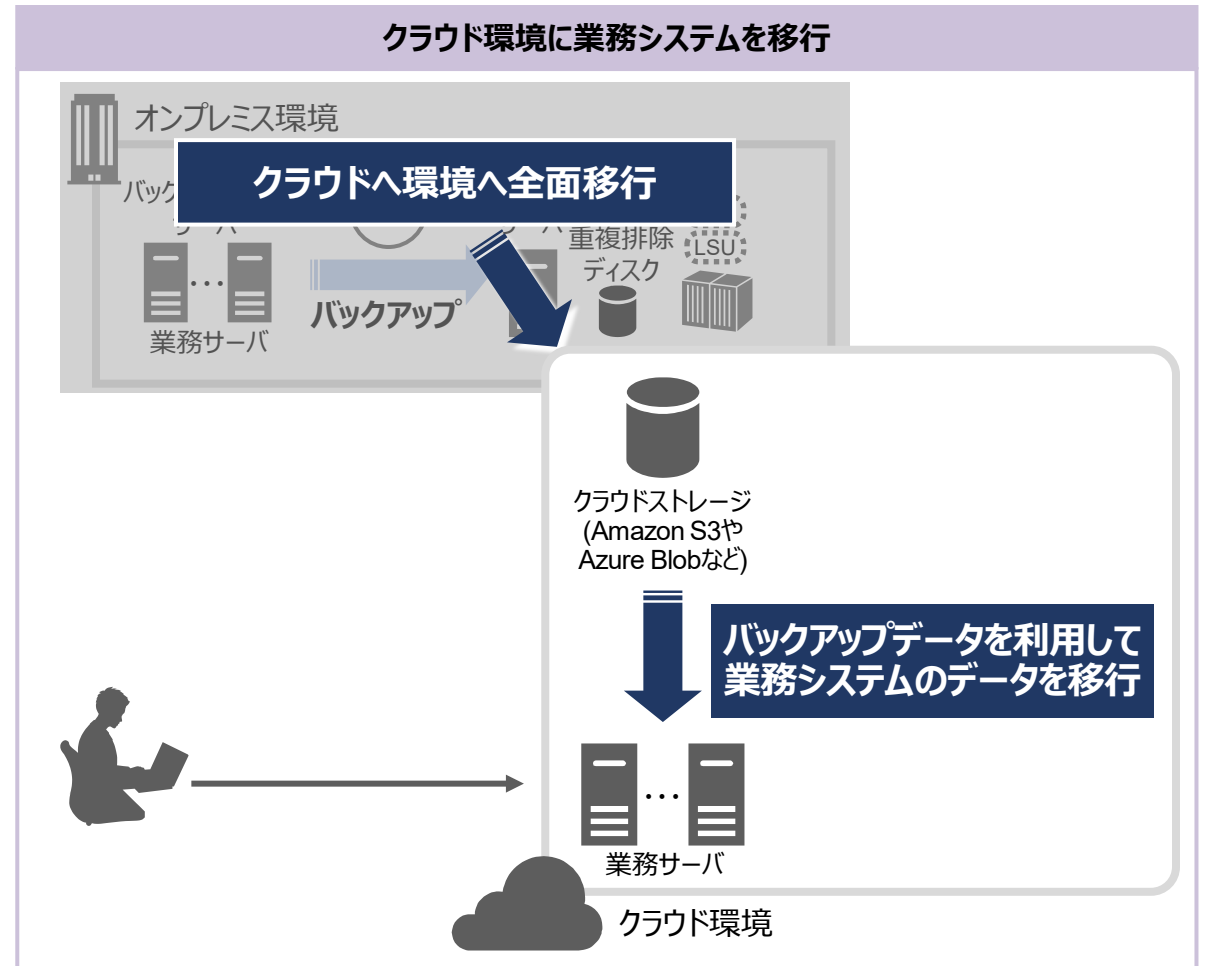 クラウド環境に業務システムを移行
オンプレミス環境
クラウドへ環境へ全面移行
バック
サーバ
重複排除
ディスク
LSU
バックアップ
業務サーバ
クラウドストレージ
(Amazon S3や
Azure Blobなど)
バックアップデータを利用して
業務システムのデータを移行
業務サーバ
クラウド環境